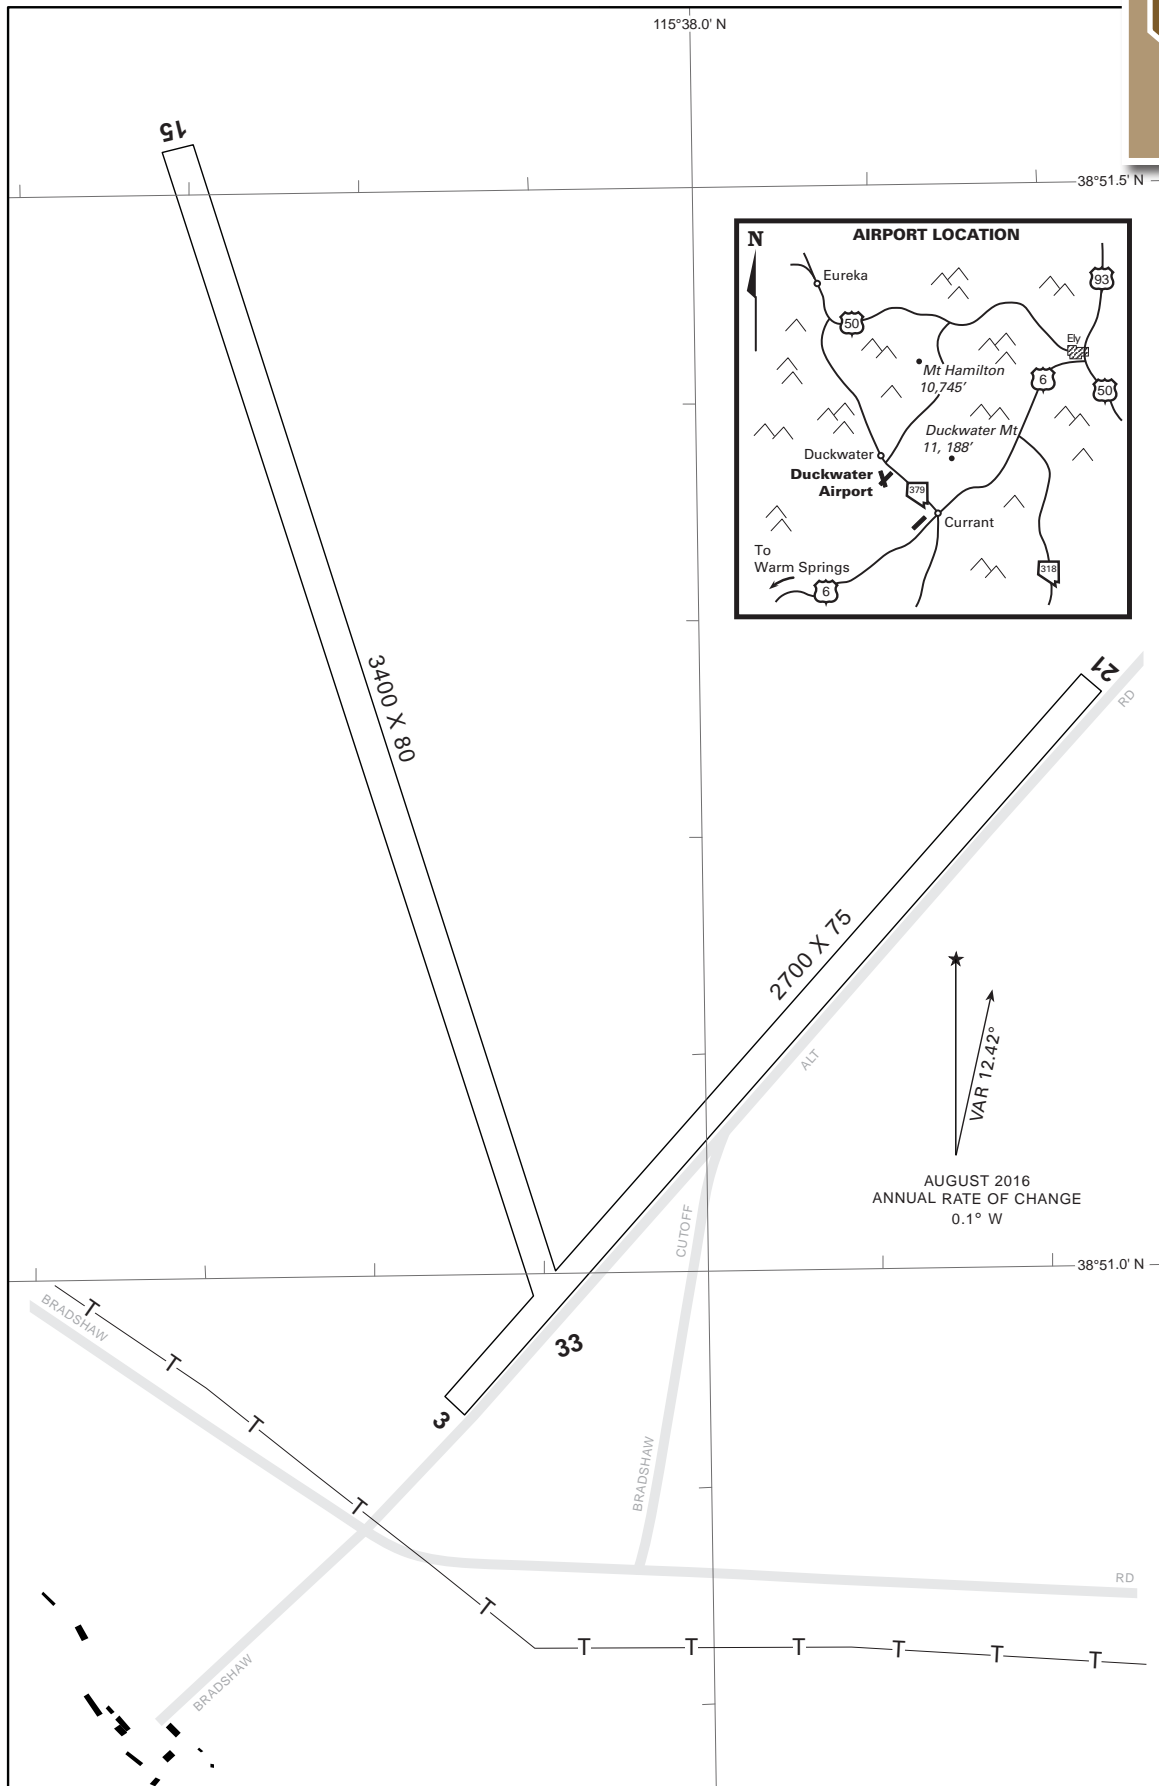 115°38.0' N
15
38°51.5' N
N
AIRPORT LOCATION
Eureka
93
50
Ely
Mt Hamilton
10,745'
6
50
Duckwater Mt
11, 188'
Duckwater
Duckwater
Airport
379
Currant
To
Warm Springs
318
6
3400 X 80
21
RD
2700 X 75
ALT
VAR 12.42°
AUGUST 2016
ANNUAL RATE OF CHANGE
0.1° W
CUTOFF
38°51.0' N
T
BRADSHAW
33
T
3
T
BRADSHAW
T
RD
T
T
T
T
T
T
T
BRADSHAW